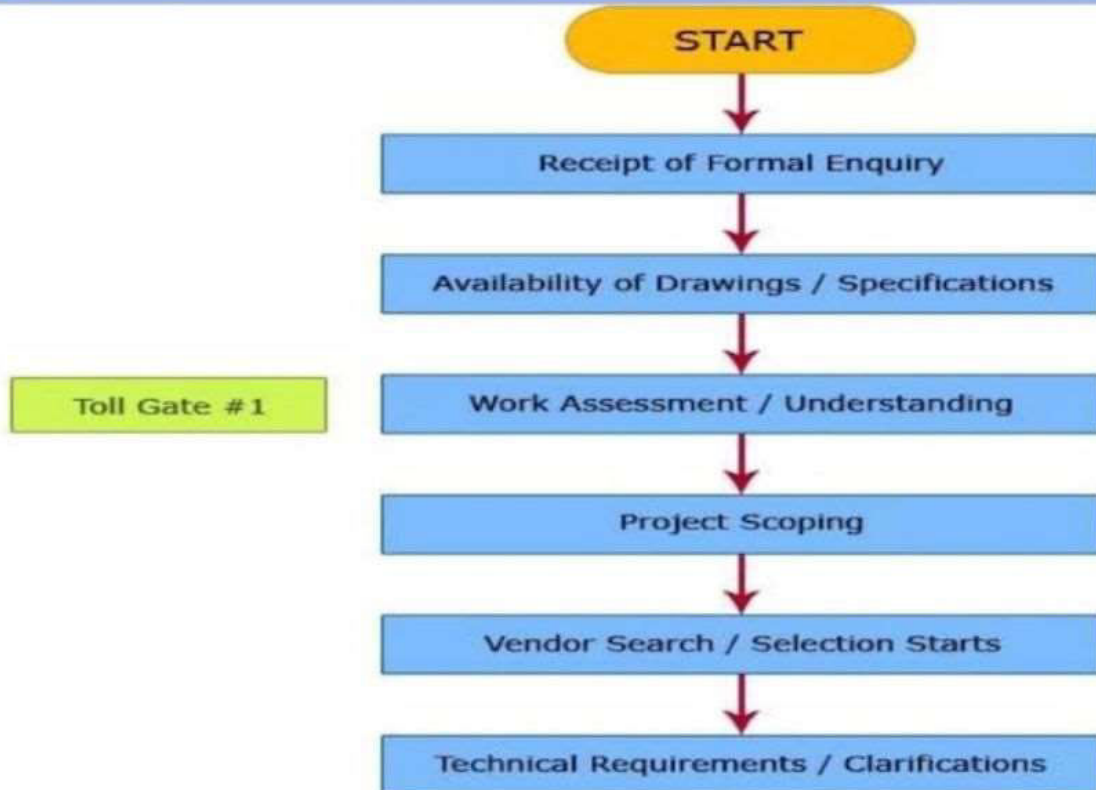 START
Receipt of Formal Enquiry
Availability of Drawings / Specifications
Toll Gate #1
Work Assessment / Understanding
Project Scoping
Vendor Search / Selection Starts
Technical Requirements / Clarifications